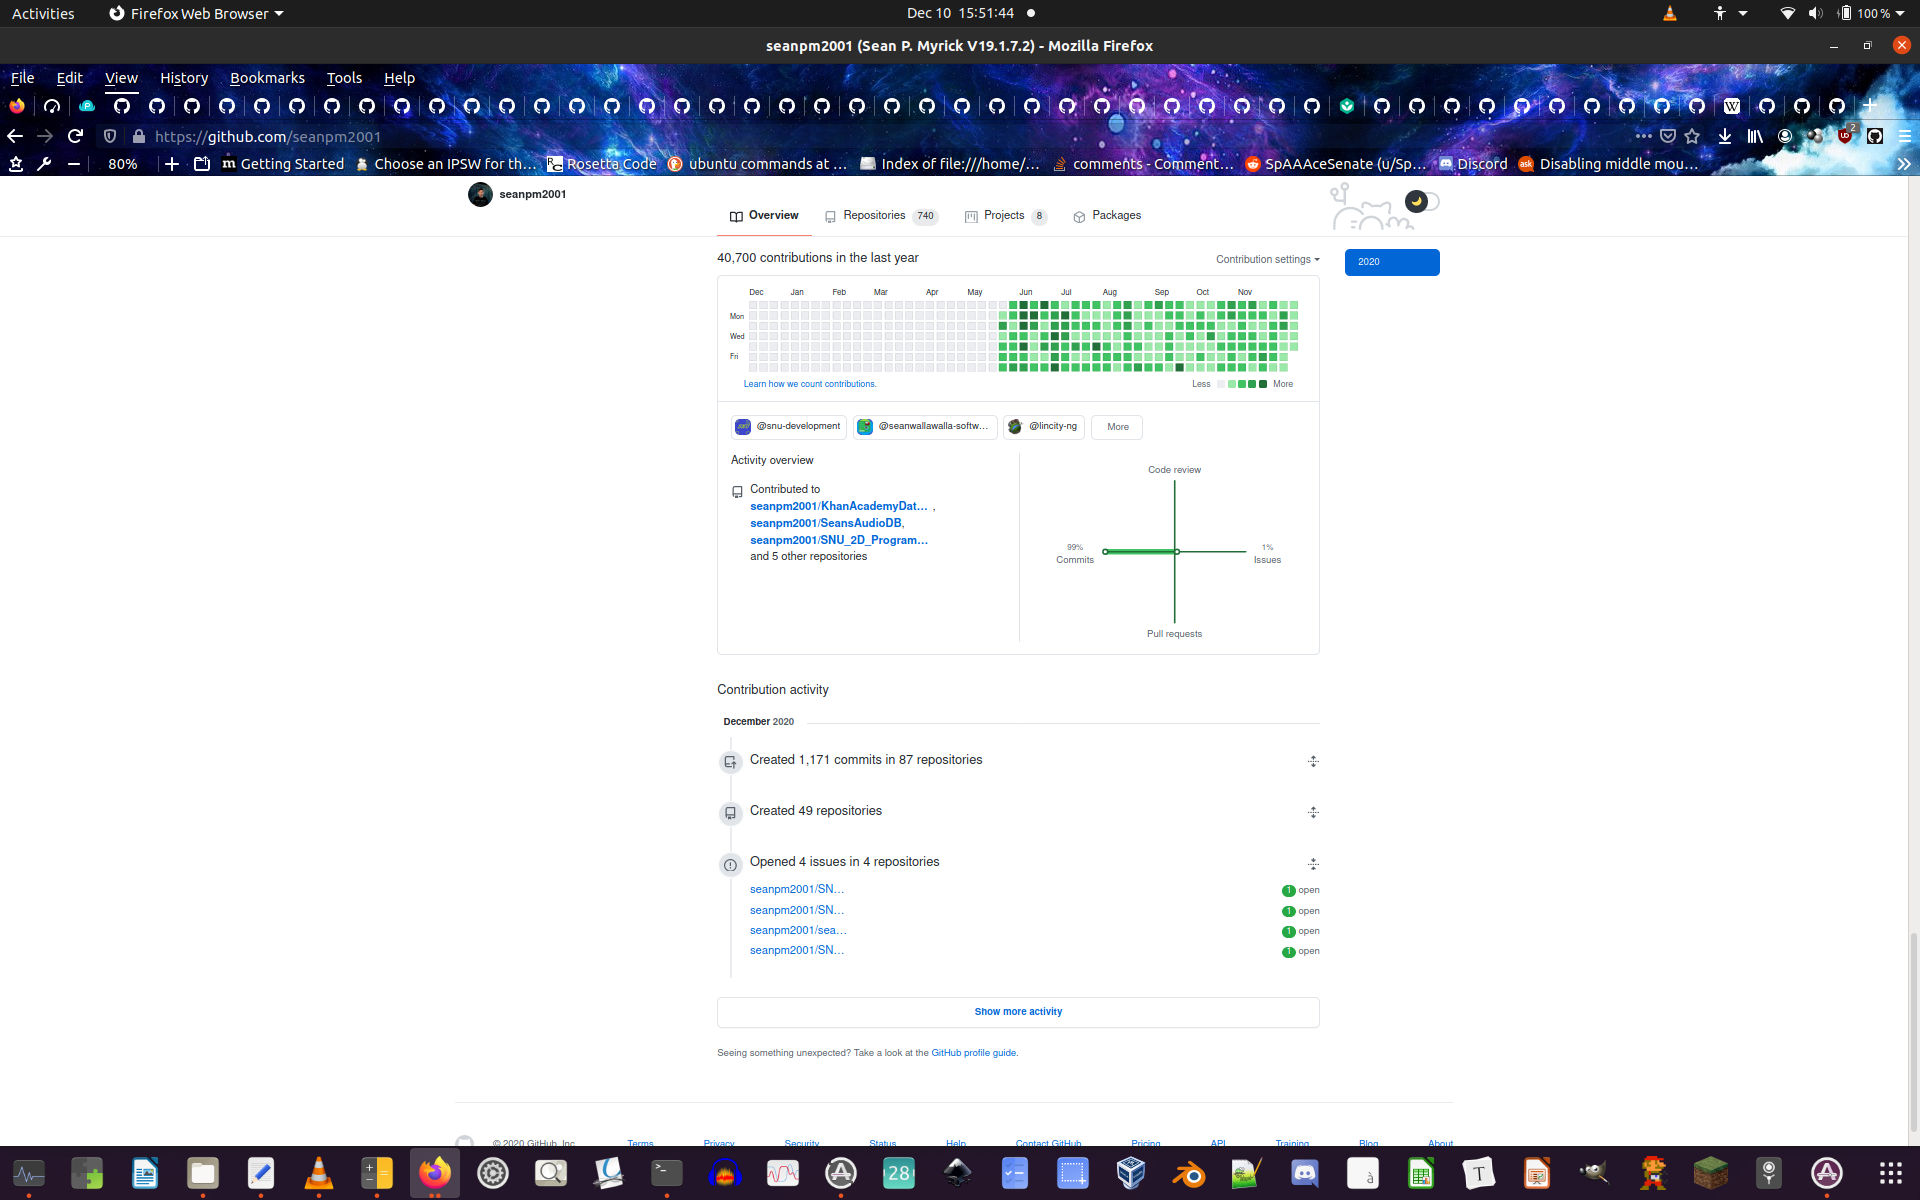 Activities
Firefox Web Browser
Dec 10 15:51:44
100 %
seanpm2001 (Sean P. Myrick V19.1.7.2) - Mozilla Firefox
File Edit View History Bookmarks Tools Help
https://github.com/seanpm2001
2
80%
Getting Started
Choose an IPSW for th…
Rosetta Code
ubuntu commands at …
Index of file:///home/…
comments - Comment…
SpAAAceSenate (u/Sp…
Discord
Disabling middle mou…
seanpm2001
Overview
Repositories 740
Projects 8
Packages
40,700 contributions in the last year
Contribution settings
2020
Dec Jan Feb Mar Apr May Jun Jul Aug Sep Oct Nov
Mon
Wed
Fri
Learn how we count contributions.
Less More
@snu-development
@seanwallawalla-softw…
@lincity-ng
More
Activity overview
Contributed to
seanpm2001/KhanAcademyDat… ,
seanpm2001/SeansAudioDB,
seanpm2001/SNU_2D_Program…
and 5 other repositories
Code review
99%
Commits
1%
Issues
Pull requests
Contribution activity
December 2020
Created 1,171 commits in 87 repositories
Created 49 repositories
Opened 4 issues in 4 repositories
seanpm2001/SN… 1 open
seanpm2001/SN… 1 open
seanpm2001/sea… 1 open
seanpm2001/SN… 1 open
Show more activity
Seeing something unexpected? Take a look at the GitHub profile guide.
© 2020 GitHub, Inc. Terms Privacy Security Status Help Contact GitHub Pricing API Training Blog About
28